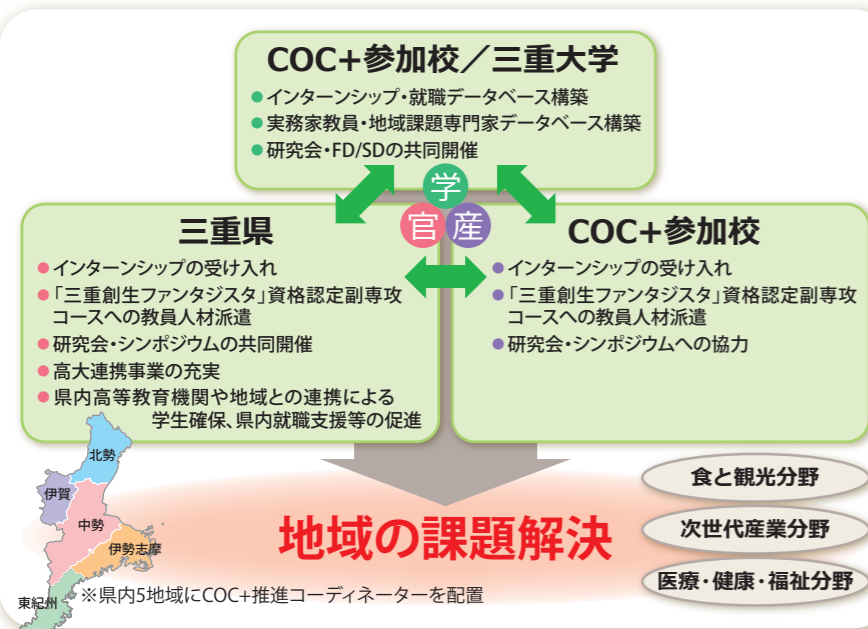 COC+参加校／三重大学
●インターンシップ・就職データベース構築
●実務家教員・地域課題専門家データベース構築
●研究会・FD/SDの共同開催
学
官
産
三重県
●インターンシップの受け入れ
●「三重創生ファンタジスタ」資格認定副専攻
コースへの教員人材派遣
●研究会・シンポジウムの共同開催
●高大連携事業の充実
●県内高等教育機関や地域との連携による
学生確保、県内就職支援等の促進
COC+参加校
●インターンシップの受け入れ
●「三重創生ファンタジスタ」資格認定副専攻
コースへの教員人材派遣
●研究会・シンポジウムへの協力
北勢
伊賀
中勢
伊勢志摩
東紀州
地域の課題解決
※県内5地域にCOC+推進コーディネーターを配置
食と観光分野
次世代産業分野
医療・健康・福祉分野